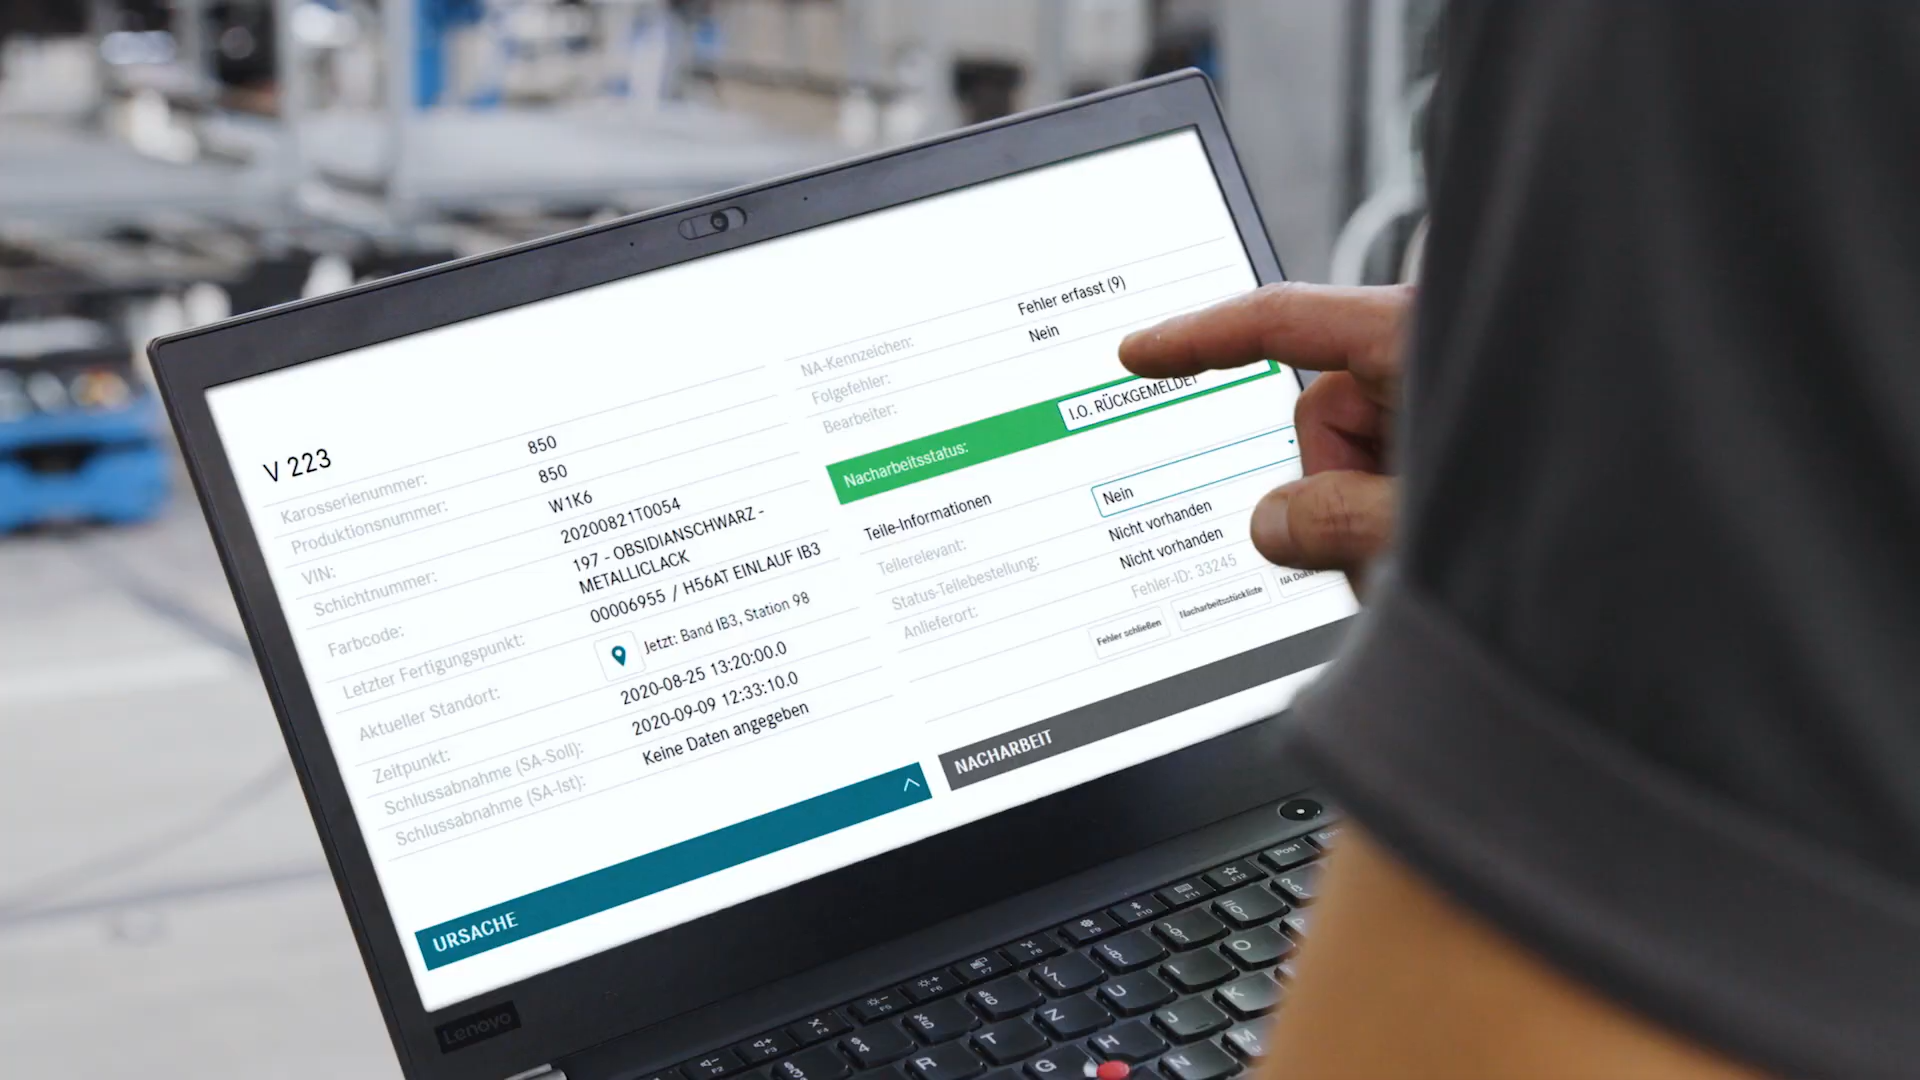 V 223
Karosserienummer: 850
Produktionsnummer: 850
VIN: W1K6
Schichtnummer: 20200821T0054
Farbcode: 197 - OBSIDIANSCHWARZ -
METALLICLACK
Letzter Fertigungspunkt: 00006955 / H56AT EINLAUF IB3
Aktueller Standort: Jetzt: Band IB3, Station 98
Zeitpunkt: 2020-08-25 13:20:00.0
Schlussabnahme (SA-Soll): 2020-09-09 12:33:10.0
Schlussabnahme (SA-Ist): Keine Daten angegeben
URSACHE
NA-Kennzeichen: Fehler erfasst (9)
Folgefehler: Nein
Bearbeiter:
Nacharbeitsstatus: I.O. RÜCKGEMELDET
Teile-Informationen
Teilerelevant: Nein
Status-Teilebestellung: Nicht vorhanden
Anlieferort: Nicht vorhanden
Fehler-ID: 33245
Fehler schließen Nacharbeitsstückliste NA
NACHARBEIT
Lenovo